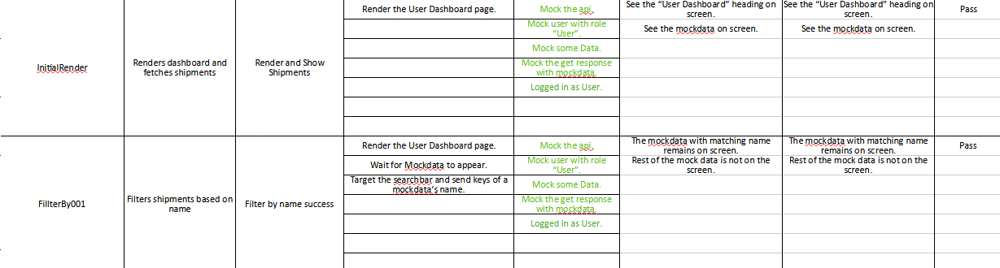 Render the User Dashboard page.
Mock the api.
See the “User Dashboard” heading on
screen.
See the “User Dashboard” heading on
screen.
Pass
Mock user with role
“User”.
See the mockdata on screen.
See the mockdata on screen.
Mock some Data.
InitialRender
Renders dashboard and
fetches shipments
Render and Show
Shipments
Mock the get response
with mockdata.
Logged in as User.
Render the User Dashboard page.
Mock the api.
The mockdata with matching name
remains on screen.
The mockdata with matching name
remains on screen.
Pass
Wait for Mockdata to appear.
Mock user with role
“User”.
Rest of the mock data is not on the
screen.
Rest of the mock data is not on the
screen.
Target the searchbar and send keys of a
mockdata’s name.
Mock some Data.
FillterBy001
Filters shipments based on
name
Filter by name success
Mock the get response
with mockdata.
Logged in as User.